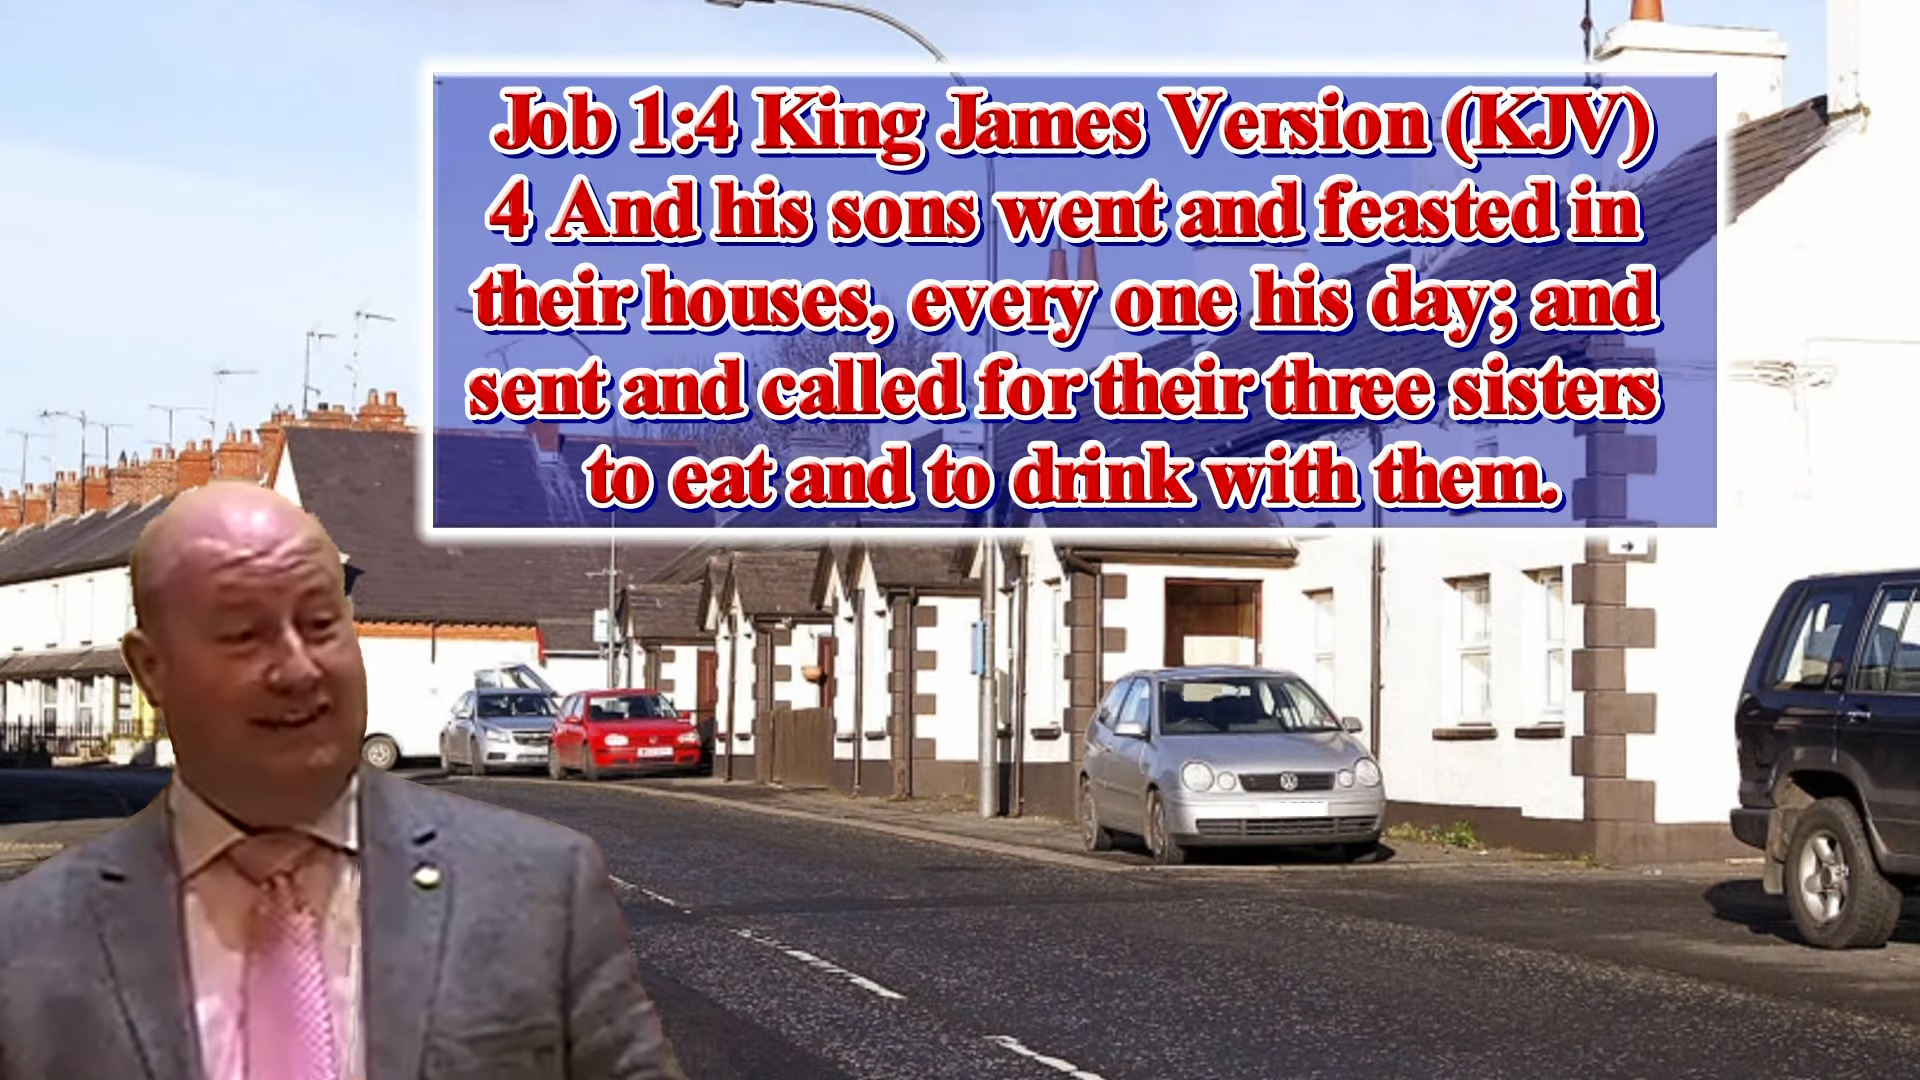 Job 1:4 King James Version (KJV)
4 And his sons went and feasted in
their houses, every one his day; and
sent and called for their three sisters
to eat and to drink with them.